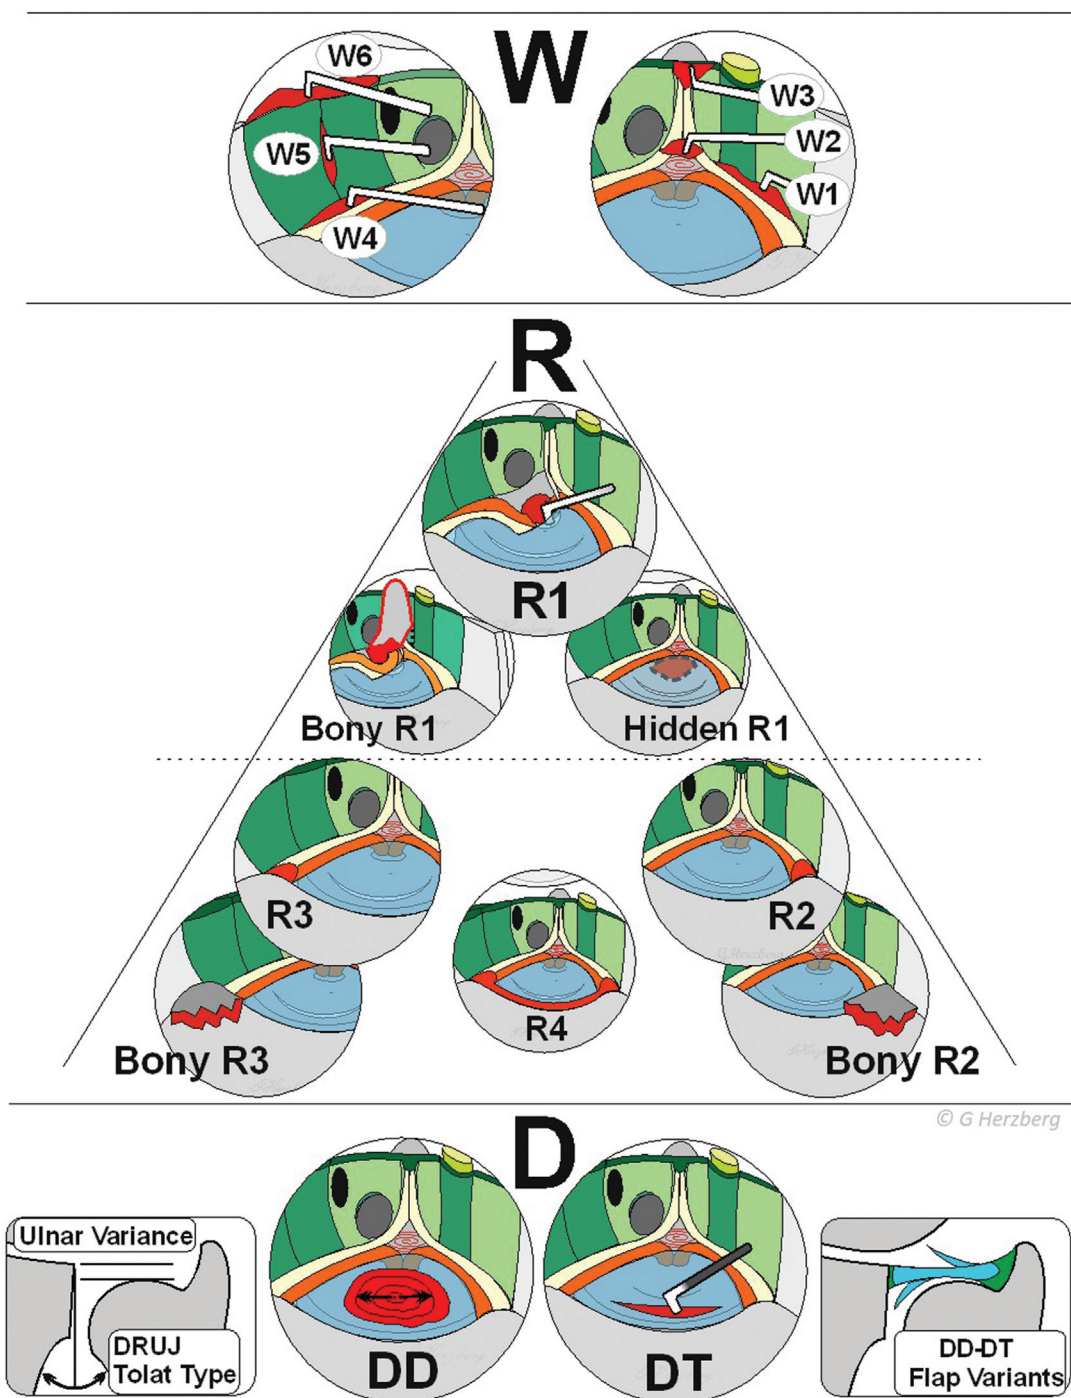 W
W6
W5
W4
W3
W2
W1
R
R1
Bony R1
Hidden R1
R3
R2
R4
Bony R3
Bony R2
© G Herzberg
D
Ulnar Variance
DRUJ
Tolat Type
DD
DT
DD-DT
Flap Variants